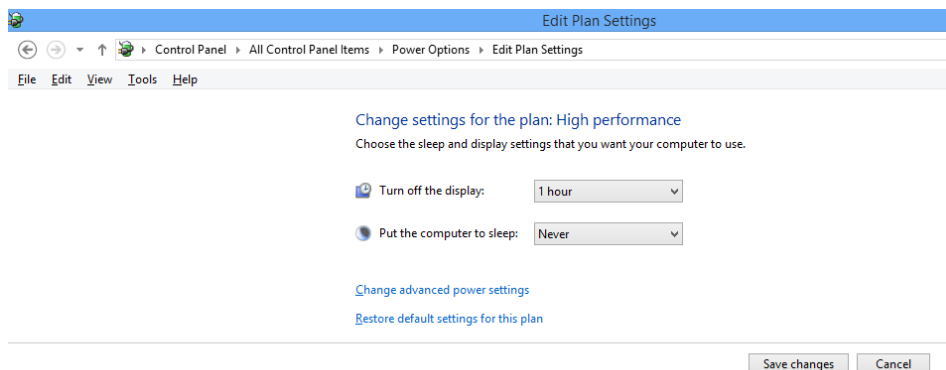 Edit Plan Settings
Control Panel All Control Panel Items Power Options Edit Plan Settings
File Edit View Tools Help
Change settings for the plan: High performance
Choose the sleep and display settings that you want your computer to use.
Turn off the display: 1 hour
Put the computer to sleep: Never
Change advanced power settings
Restore default settings for this plan
Save changes Cancel